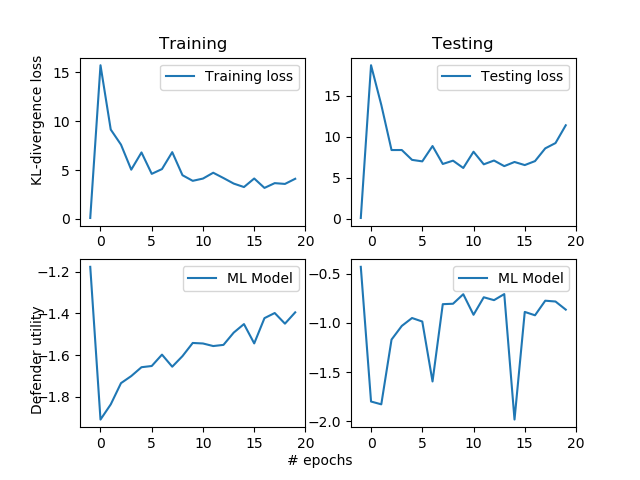 Training
Testing
KL-divergence loss
15
10
5
0
Training loss
0 5 10 15 20
15
10
5
0
Testing loss
0 5 10 15 20
Defender utility
−1.2
−1.4
−1.6
−1.8
ML Model
0 5 10 15 20
−0.5
−1.0
−1.5
−2.0
ML Model
0 5 10 15 20
# epochs